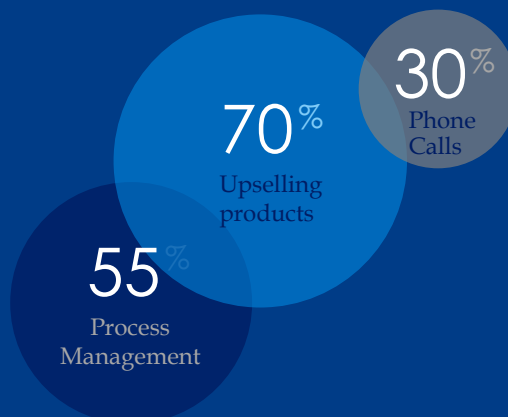 30%
Phone
Calls
70%
Upselling
products
55%
Process
Management